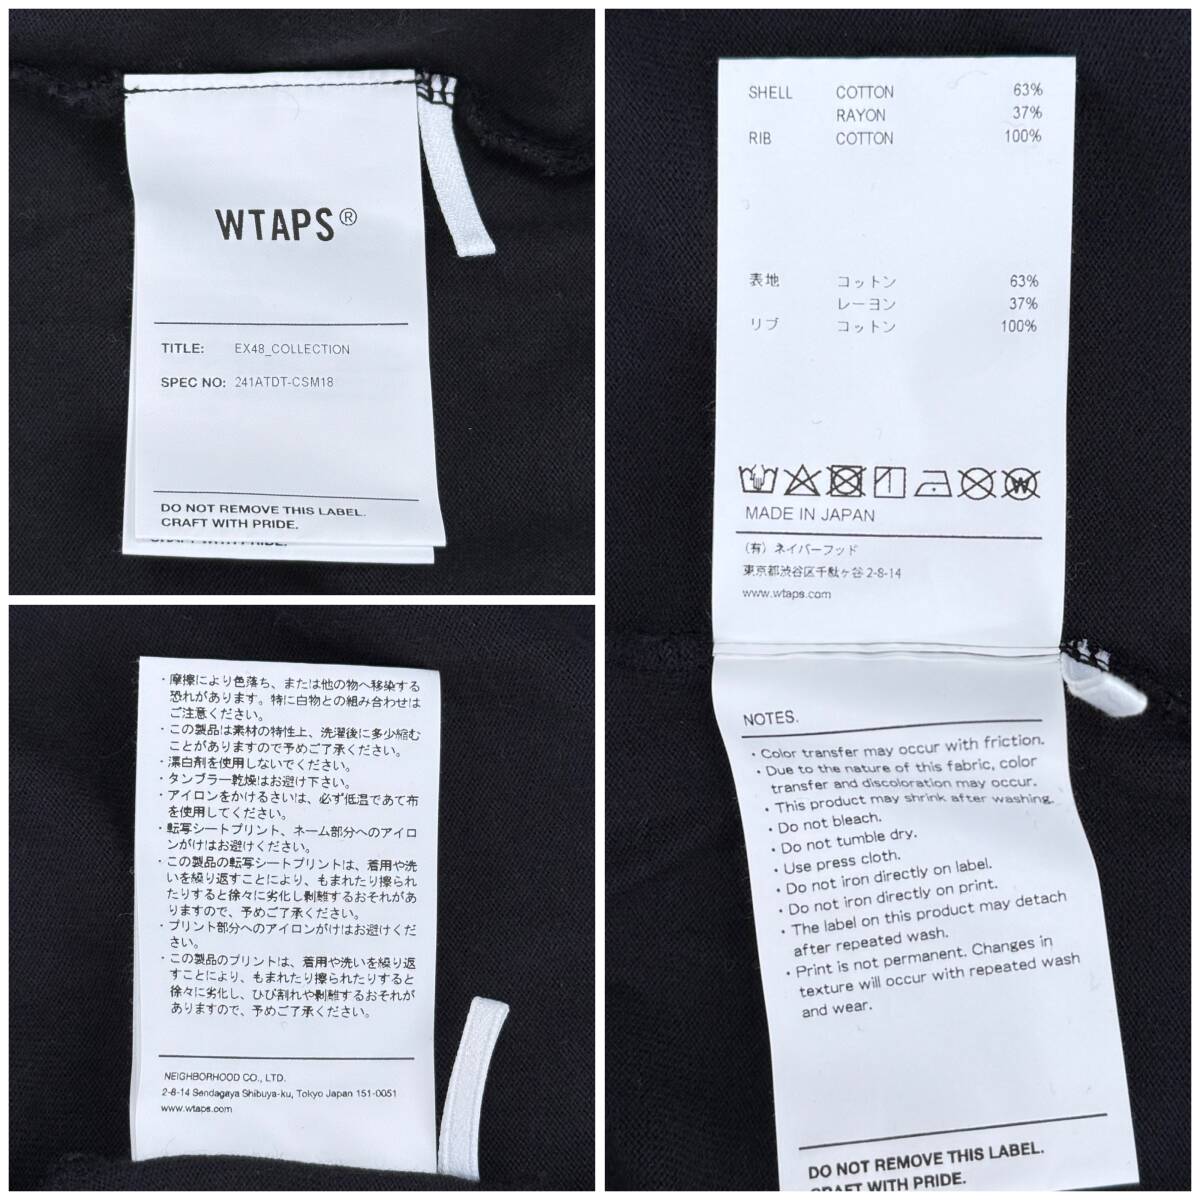 WTAPS®
TITLE: EX48_COLLECTION
SPEC NO: 241ATDT-CSM18
DO NOT REMOVE THIS LABEL.
CRAFT WITH PRIDE.
CRAFT WITH PRIDE.
・摩擦により色落ち、または他の物へ移染する
恐れがあります。特に白物との組み合わせは
ご注意ください。
・この製品は素材の特性上、洗濯後に多少縮む
ことがありますので予めご了承ください。
・漂白剤を使用しないでください。
・タンブラー乾燥はお避け下さい。
・アイロンをかけるさいは、必ず低温であて布
を使用してください。
・転写シートプリント、ネーム部分へのアイロ
ンがけはお避けください。
・この製品の転写シートプリントは、着用や洗
いを繰り返すことにより、もまれたり擦られ
たりすると徐々に劣化し剥離するおそれがあ
りますので、予めご了承ください。
・プリント部分へのアイロンがけはお避けくだ
さい。
・この製品のプリントは、着用や洗いを繰り返
すことにより、もまれたり擦られたりすると
徐々に劣化し、ひび割れや剥離するおそれが
ありますので、予めご了承ください。
NEIGHBORHOOD CO., LTD.
2-8-14 Sendagaya Shibuya-ku, Tokyo Japan 151-0051
www.wtaps.com
SHELL COTTON 63%
RAYON 37%
RIB COTTON 100%
表地 コットン 63%
レーヨン 37%
リブ コットン 100%
W
MADE IN JAPAN
（有）ネイバーフッド
東京都渋谷区千駄ヶ谷 2-8-14
www.wtaps.com
NOTES.
・Color transfer may occur with friction.
・Due to the nature of this fabric, color
transfer and discoloration may occur.
・This product may shrink after washing.
・Do not bleach.
・Do not tumble dry.
・Use press cloth.
・Do not iron directly on label.
・Do not iron directly on print.
・The label on this product may detach
after repeated wash.
・Print is not permanent. Changes in
texture will occur with repeated wash
and wear.
DO NOT REMOVE THIS LABEL.
CRAFT WITH PRIDE.